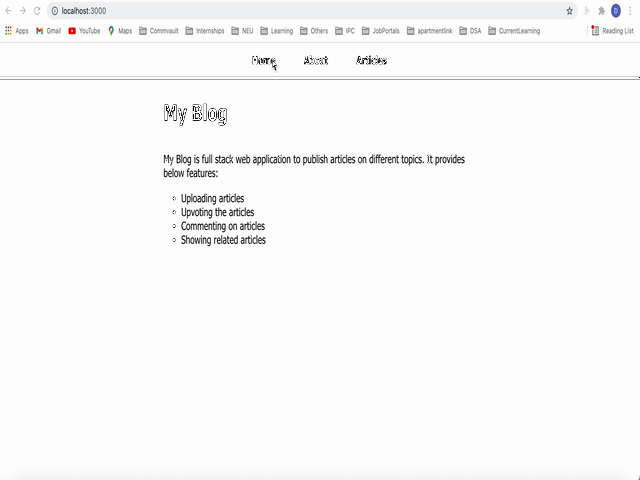 localhost:3000
D
Apps Gmail YouTube Maps Commvault Internships NEU Learning Others IPC JobPortals apartmentlink DSA CurrentLearning Reading List
Home About Articles
My Blog
My Blog is full stack web application to publish articles on different topics. It provides
below features:
Uploading articles
Upvoting the articles
Commenting on articles
Showing related articles